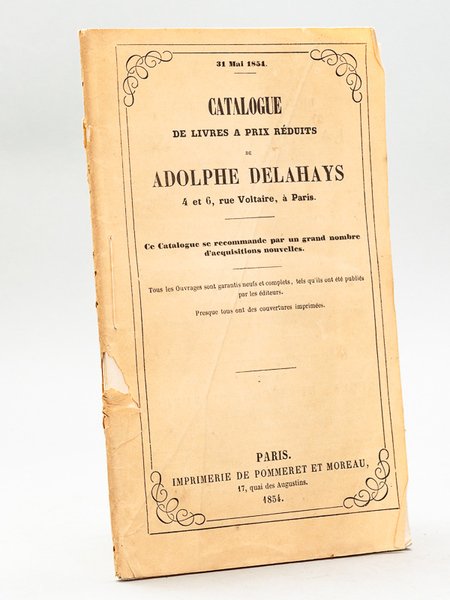 31 Mai 1854.
CATALOGUE
DE LIVRES A PRIX RÉDUITS
DE
ADOLPHE DELAHAYS
4 et 6, rue Voltaire, à Paris.
Ce Catalogue se recommande par un grand nombre
d'acquisitions nouvelles.
Tous les Ouvrages sont garantis neufs et complets, tels qu'ils ont été publiés
par les éditeurs.
Presque tous ont des couvertures imprimées.
PARIS.
IMPRIMERIE DE POMMERET ET MOREAU,
17, quai des Augustins.
1854.